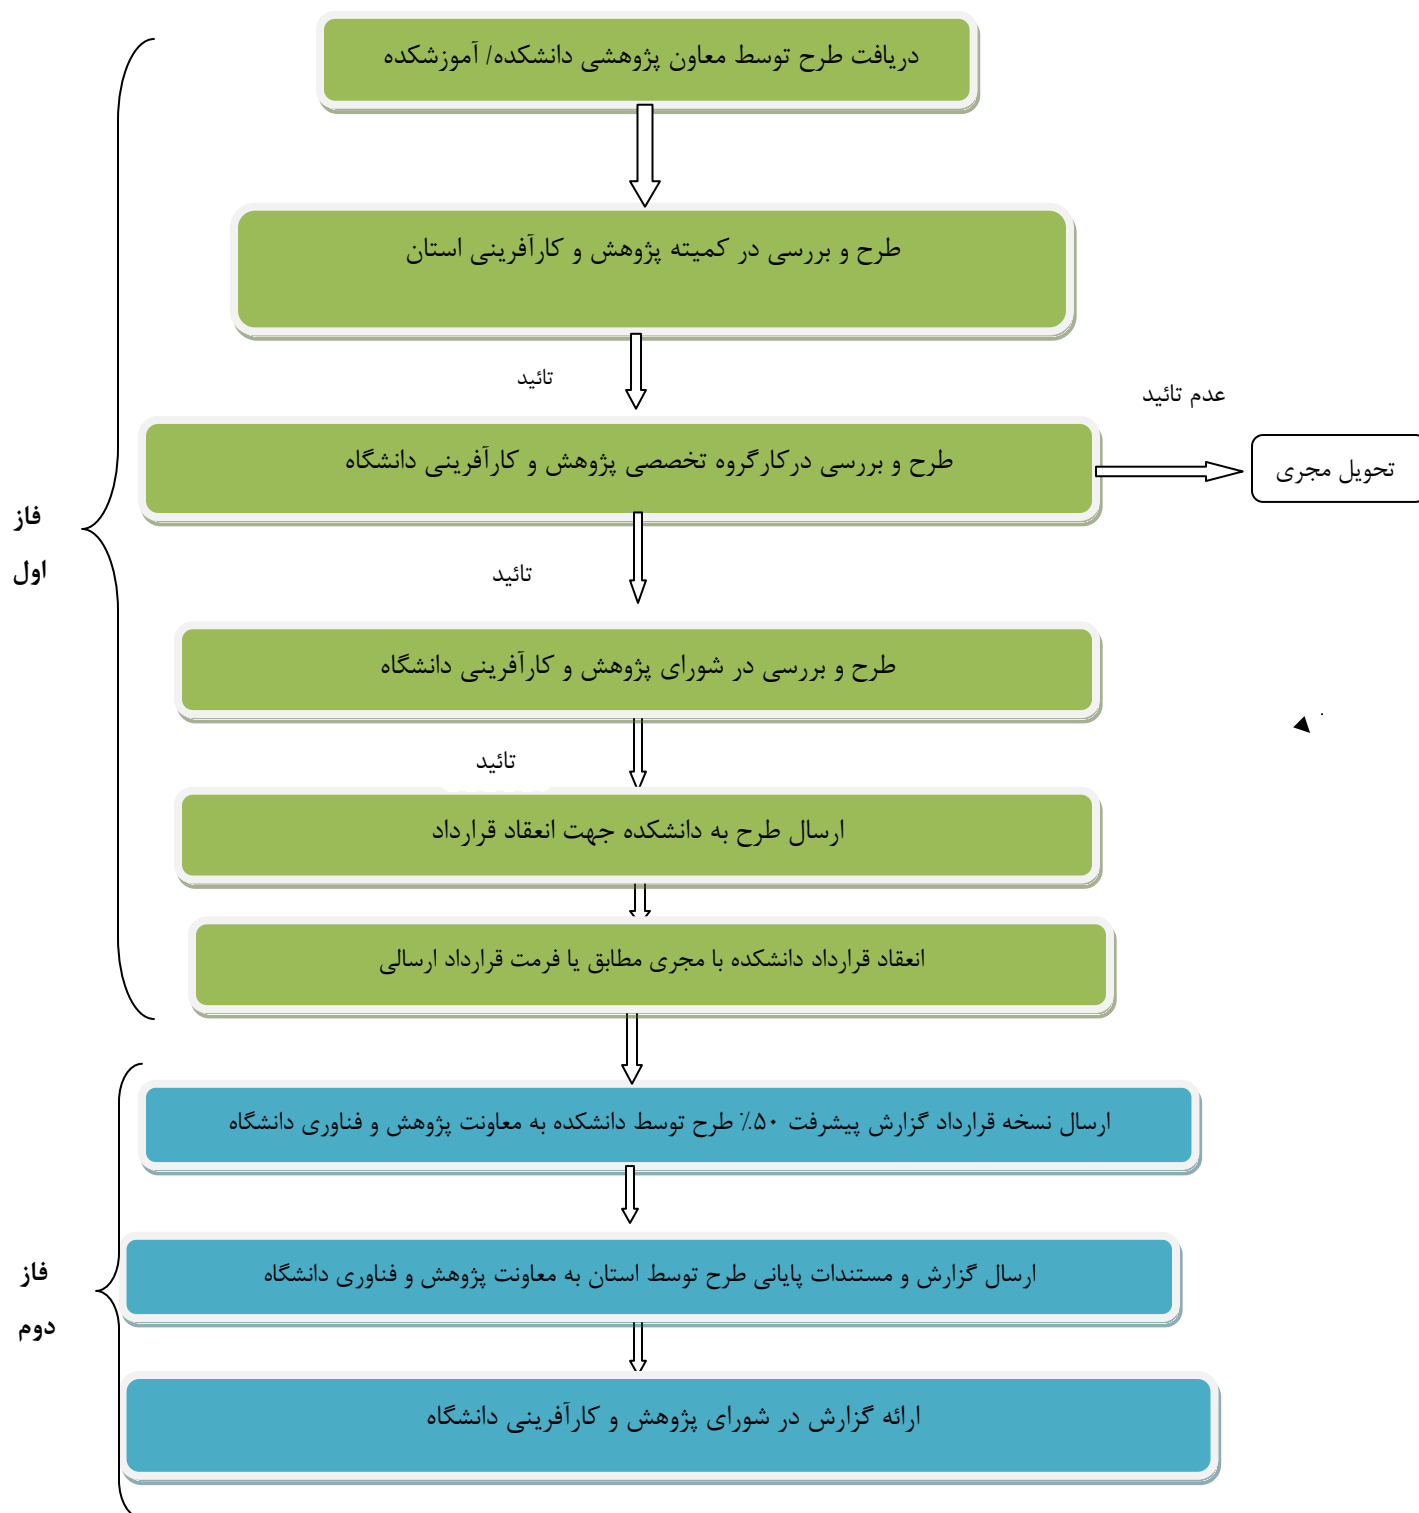 دریافت طرح توسط معاون پژوهشی دانشکده/ آموزشکده
طرح و بررسی در کمیته پژوهش و کارآفرینی استان
تائید
عدم تائید
طرح و بررسی درکارگروه تخصصی پژوهش و کارآفرینی دانشگاه
تحویل مجری
فاز
اول
تائید
طرح و بررسی در شورای پژوهش و کارآفرینی دانشگاه
تائید
ارسال طرح به دانشکده جهت انعقاد قرارداد
انعقاد قرارداد دانشکده با مجری مطابق یا فرمت قرارداد ارسالی
ارسال نسخه قرارداد گزارش پیشرفت ۵۰٪ طرح توسط دانشکده به معاونت پژوهش و فناوری دانشگاه
فاز
دوم
ارسال گزارش و مستندات پایانی طرح توسط استان به معاونت پژوهش و فناوری دانشگاه
ارائه گزارش در شورای پژوهش و کارآفرینی دانشگاه